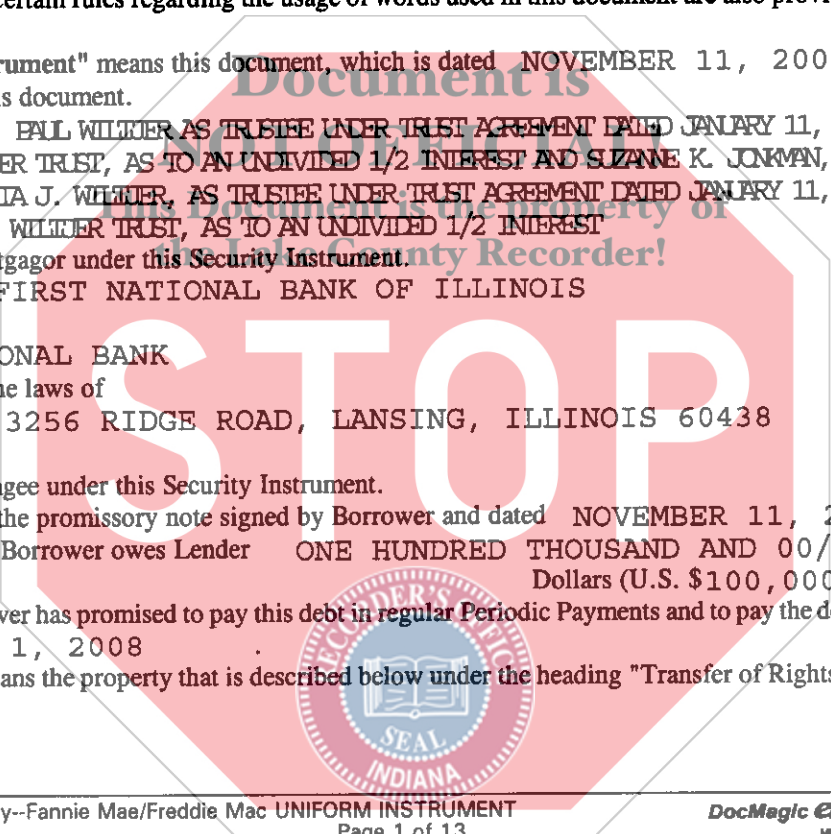 certain rules regarding the usage of words used in this document are also provi
rument" means this document, which is dated NOVEMBER 11, 200
Document is
is document.
PAUL WILTJER AS TRUSTEE UNDER TRUST AGREEMENT DATED JANUARY 11,
NOT OFFICIAL!
ER TRUST, AS TO AN UNDIVIDED 1/2 INTEREST AND SUZANNE K. JONKMAN,
TA J. WILTJER, AS TRUSTEE UNDER TRUST AGREEMENT DATED JANUARY 11,
This Document is the property of
WILTJER TRUST, AS TO AN UNDIVIDED 1/2 INTEREST
the Lake County Recorder!
tgagor under this Security Instrument.
FIRST NATIONAL BANK OF ILLINOIS
STOP
ONAL BANK
he laws of
3256 RIDGE ROAD, LANSING, ILLINOIS 60438
agee under this Security Instrument.
the promissory note signed by Borrower and dated NOVEMBER 11, 2
Borrower owes Lender ONE HUNDRED THOUSAND AND 00/
Dollars (U.S. $100,000
wer has promised to pay this debt in regular Periodic Payments and to pay the d
1, 2008 .
ans the property that is described below under the heading "Transfer of Rights
RECORDER'S OFFICE
SEAL
INDIANA
y--Fannie Mae/Freddie Mac UNIFORM INSTRUMENT
DocMagic
Page 1 of 13